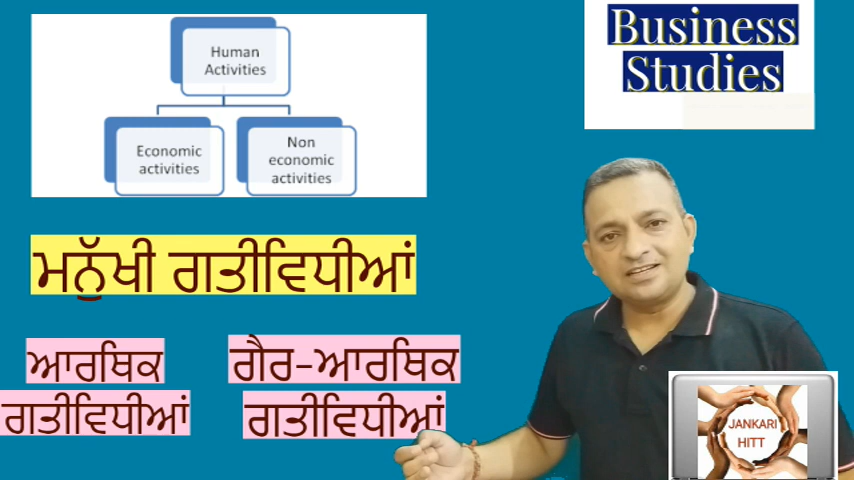 Human
Activities
Economic
activities
Non
economic
activities
Business
Studies
ਮਨੁੱਖੀ ਗਤੀਵਿਧੀਆਂ
ਆਰਥਿਕ
ਗਤੀਵਿਧੀਆਂ
ਗੈਰ-ਆਰਥਿਕ
ਗਤੀਵਿਧੀਆਂ
JANKARI
HITT